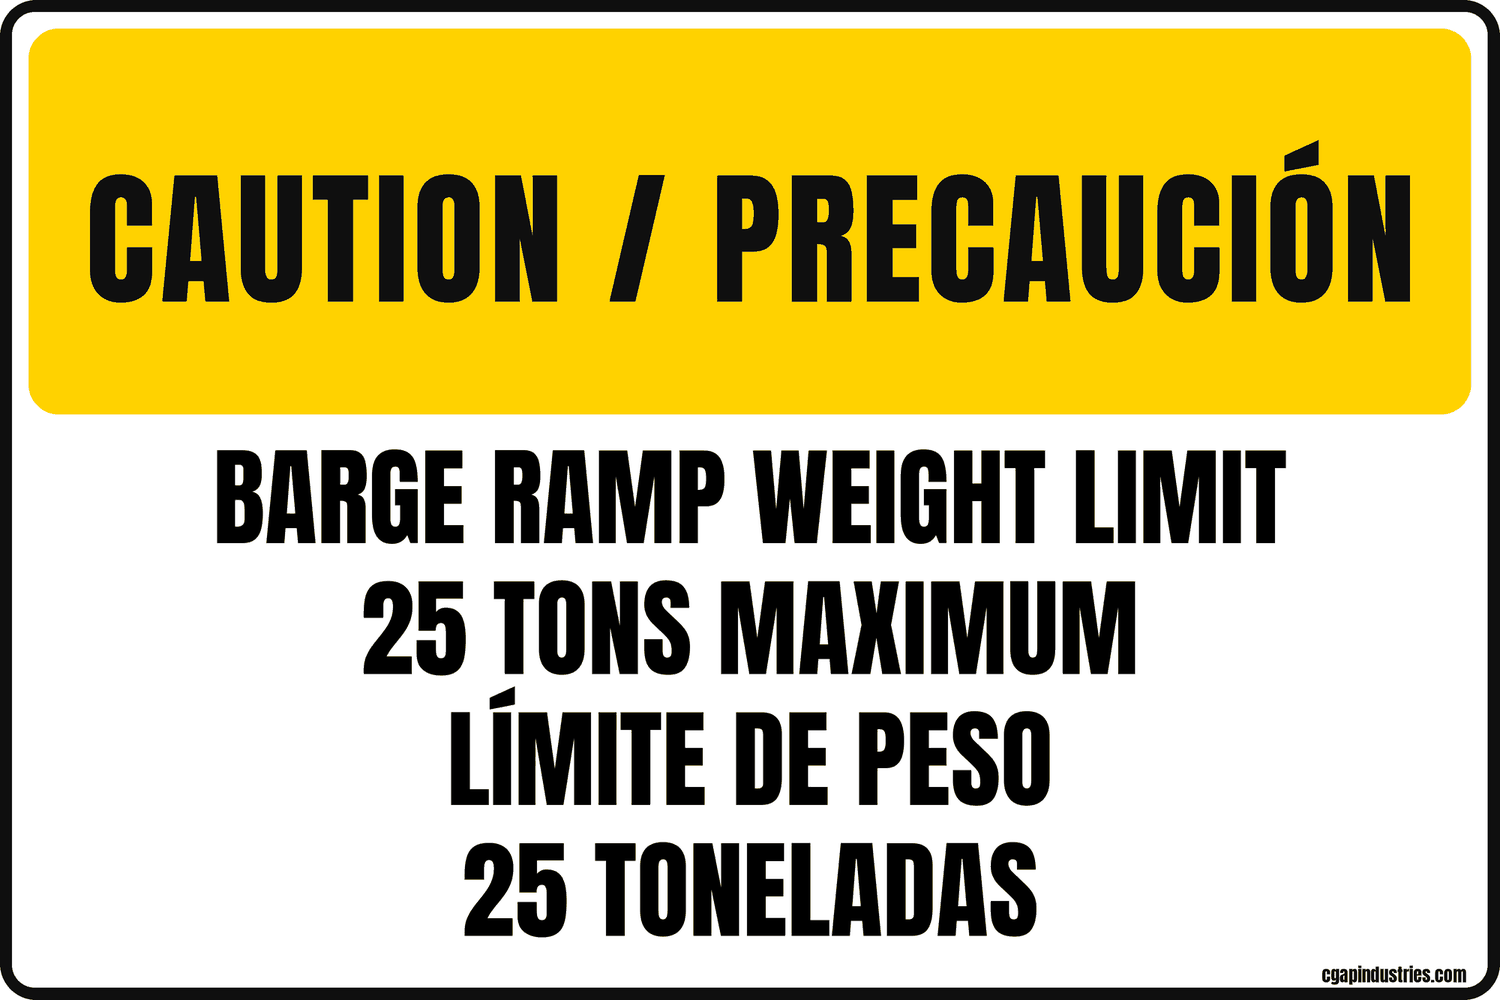 CAUTION / PRECAUCIÓN
BARGE RAMP WEIGHT LIMIT
25 TONS MAXIMUM
LÍMITE DE PESO
25 TONELADAS
cgapindustries.com